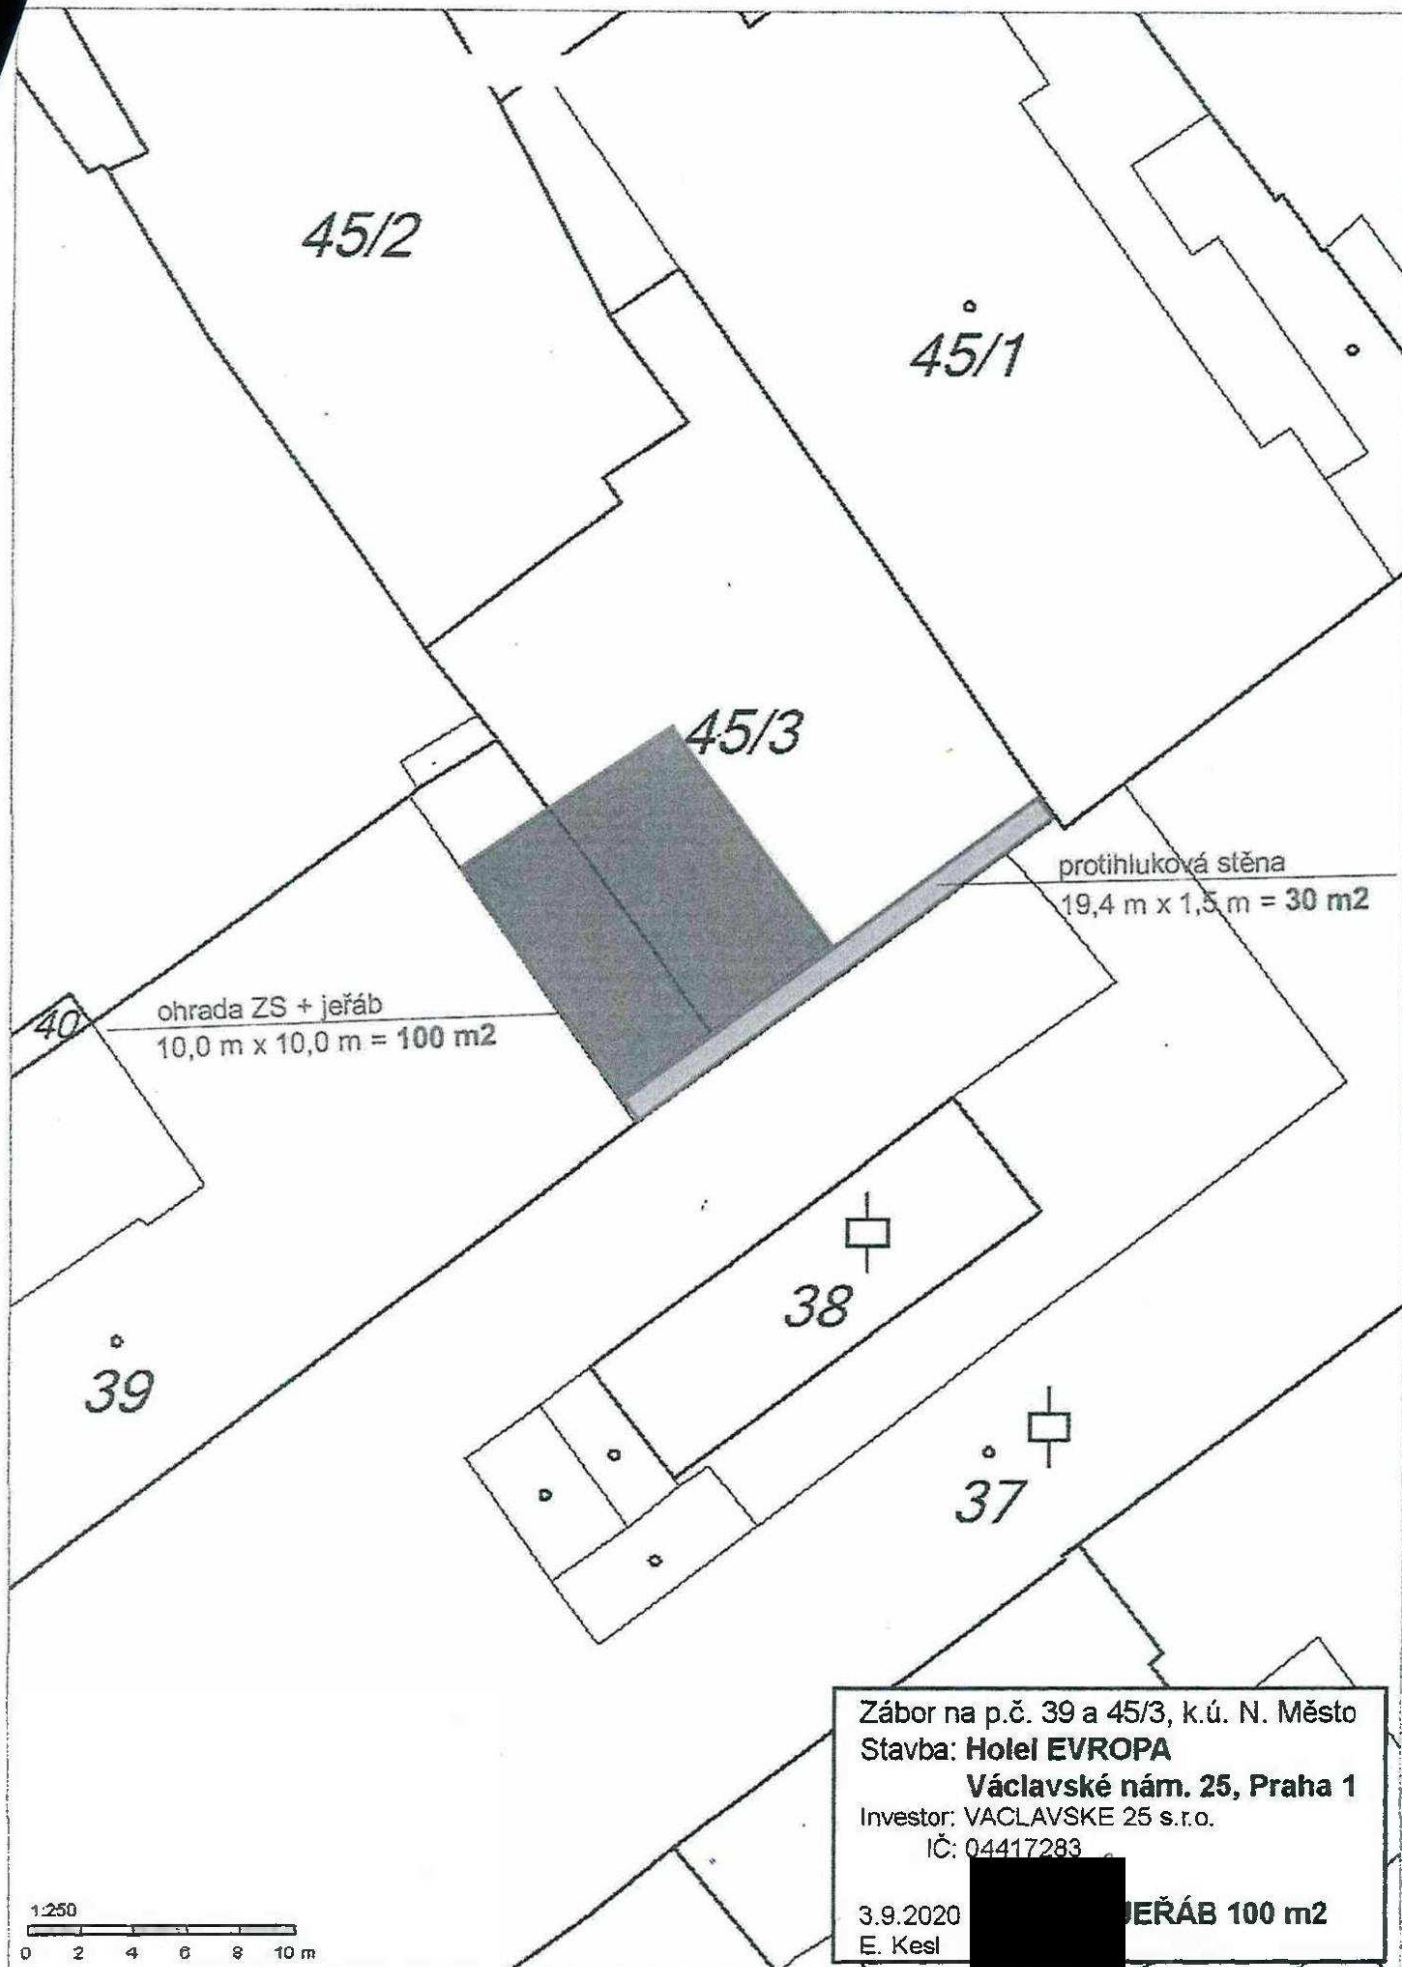 45/2
45/1
45/3
protihluková stěna
19,4 m x 1,5 m = 30 m2
ohrada ZS + jeřáb
10,0 m x 10,0 m = 100 m2
40
38
39
37
Zábor na p.č. 39 a 45/3, k.ú. N. Město
Stavba: Hotel EVROPA
Václavské nám. 25, Praha 1
Investor: VACLAVSKE 25 s.r.o.
IČ: 04417283
3.9.2020 JEŘÁB 100 m2
E. Kesl
1:250
0 2 4 6 8 10 m